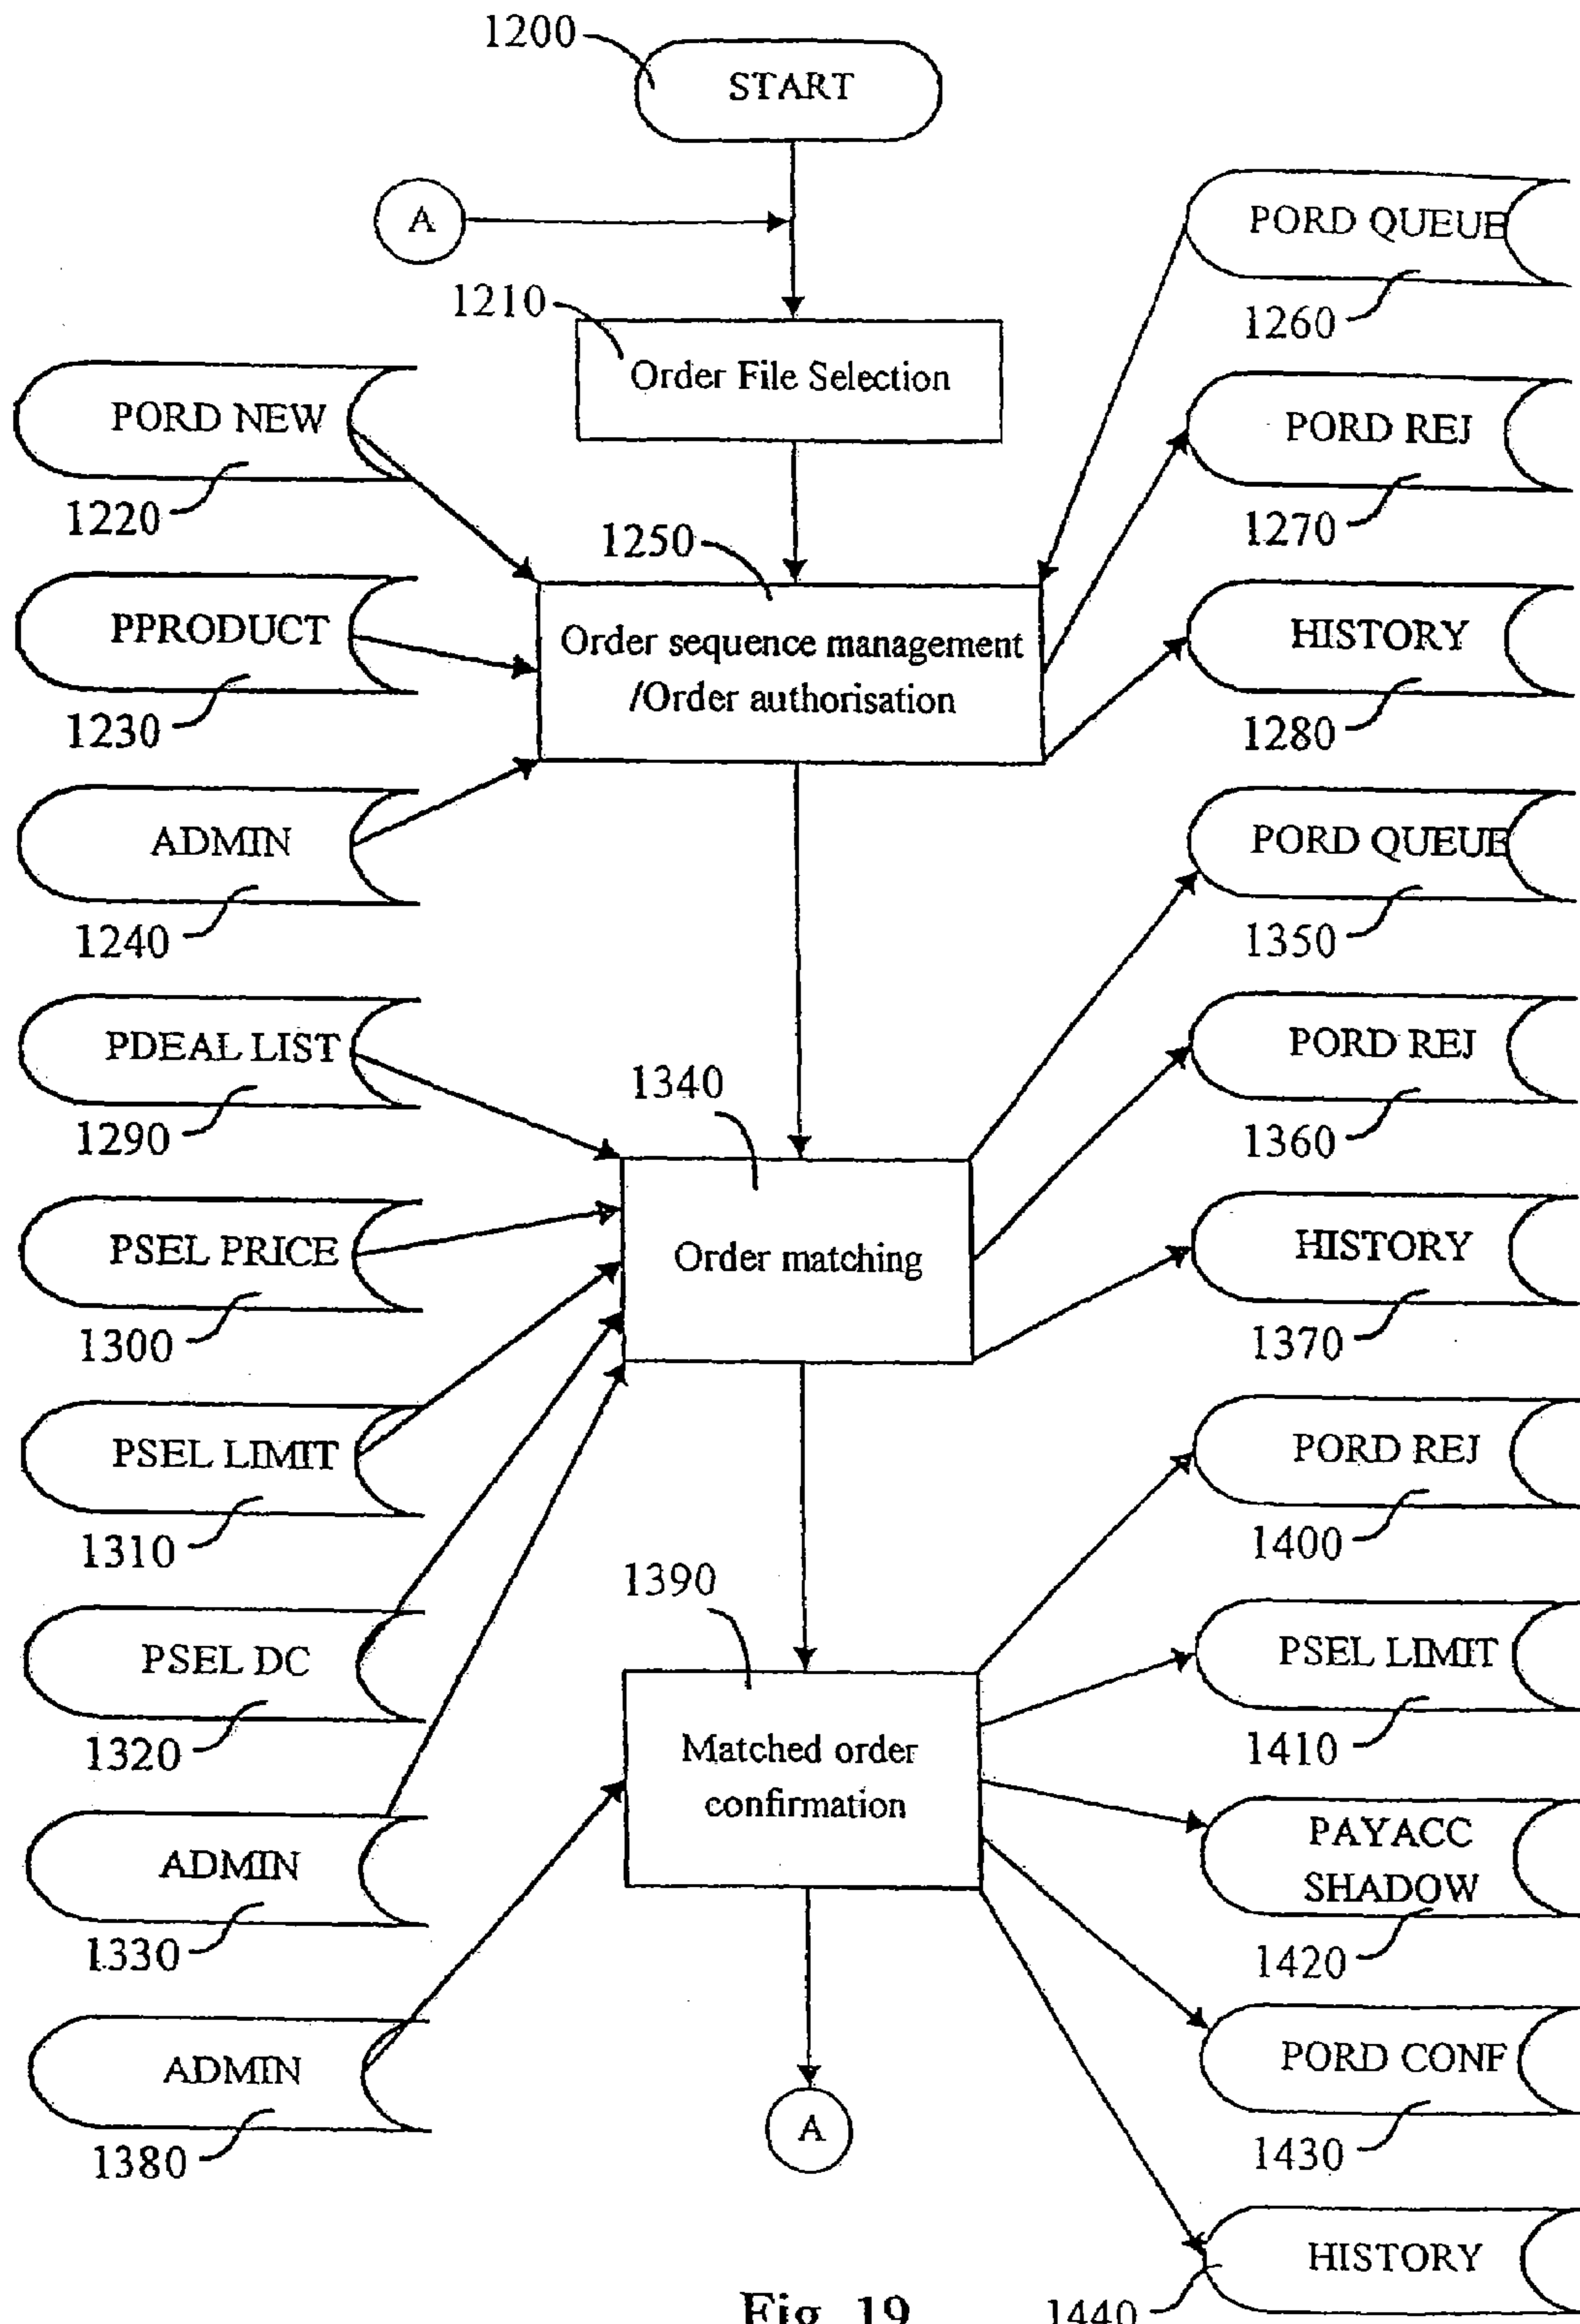 1200
START
A
PORD QUEUE
1260
1210
Order File Selection
PORD NEW
1220
PORD REJ
1270
1250
Order sequence management
/Order authorisation
PPRODUCT
1230
HISTORY
1280
ADMIN
1240
PORD QUEUE
1350
PDEAL LIST
1290
PORD REJ
1360
1340
Order matching
PSEL PRICE
1300
HISTORY
1370
PSEL LIMIT
1310
PORD REJ
1400
PSEL DC
1320
1390
Matched order
confirmation
PSEL LIMIT
1410
ADMIN
1330
PAYACC
SHADOW
1420
ADMIN
1380
A
PORD CONF
1430
HISTORY
1440
Fig. 19